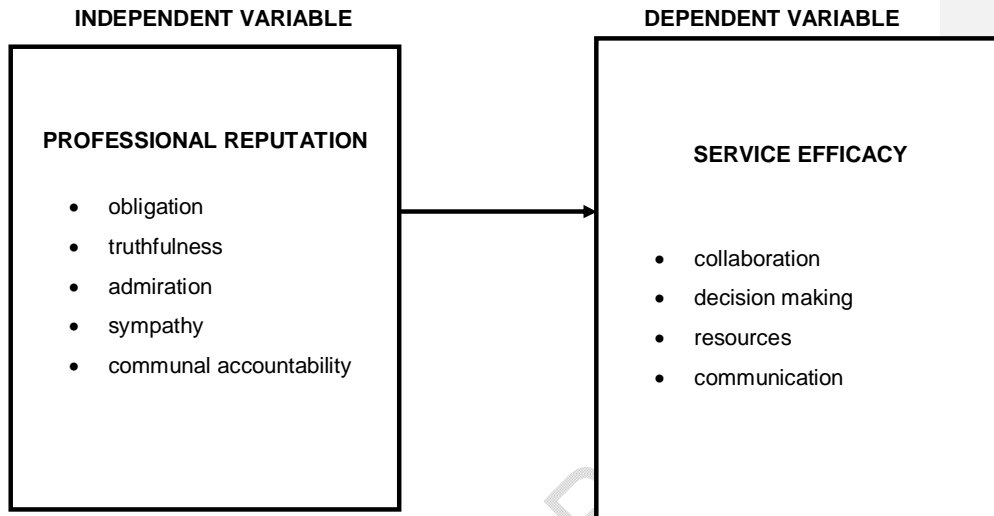 INDEPENDENT VARIABLE
DEPENDENT VARIABLE
PROFESSIONAL REPUTATION
• obligation
• truthfulness
• admiration
• sympathy
• communal accountability
SERVICE EFFICACY
• collaboration
• decision making
• resources
• communication